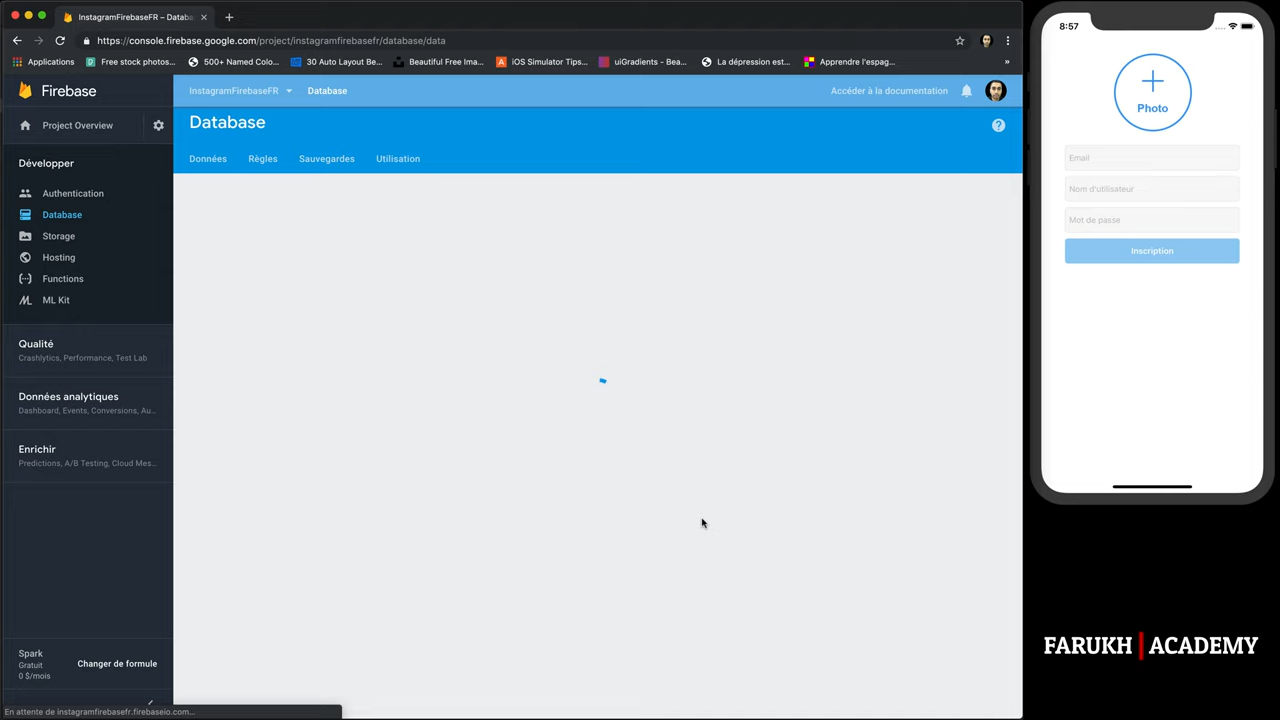 InstagramFirebaseFR – Databa
https://console.firebase.google.com/project/instagramfirebasefr/database/data
Applications
Free stock photos...
500+ Named Colo...
30 Auto Layout Be...
Beautiful Free Ima...
iOS Simulator Tips...
uiGradients - Bea...
La dépression est...
Apprendre l'espag...
»
Firebase
InstagramFirebaseFR
Database
Accéder à la documentation
Project Overview
Database
Données
Règles
Sauvegardes
Utilisation
Développer
Authentication
Database
Storage
Hosting
Functions
ML Kit
Qualité
Crashlytics, Performance, Test Lab
Données analytiques
Dashboard, Events, Conversions, Au...
Enrichir
Predictions, A/B Testing, Cloud Mes...
Spark
Gratuit
0 $/mois
Changer de formule
En attente de instagramfirebasefr.firebaseio.com...
8:57
Photo
Email
Nom d'utilisateur
Mot de passe
Inscription
FARUKH | ACADEMY